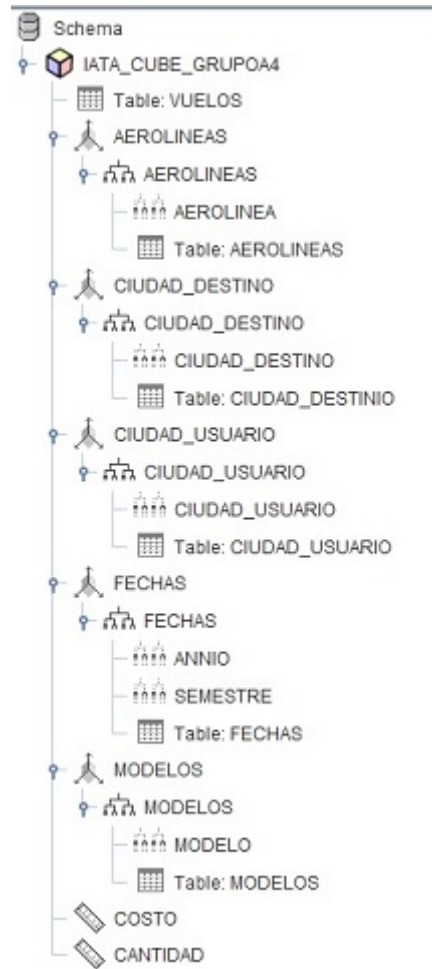 Schema
IATA_CUBE_GRUPOA4
Table: VUELOS
AEROLINEAS
AEROLINEAS
AEROLINEA
Table: AEROLINEAS
CIUDAD_DESTINO
CIUDAD_DESTINO
CIUDAD_DESTINO
Table: CIUDAD_DESTINIO
CIUDAD_USUARIO
CIUDAD_USUARIO
CIUDAD_USUARIO
Table: CIUDAD_USUARIO
FECHAS
FECHAS
ANNIO
SEMESTRE
Table: FECHAS
MODELOS
MODELOS
MODELO
Table: MODELOS
COSTO
CANTIDAD